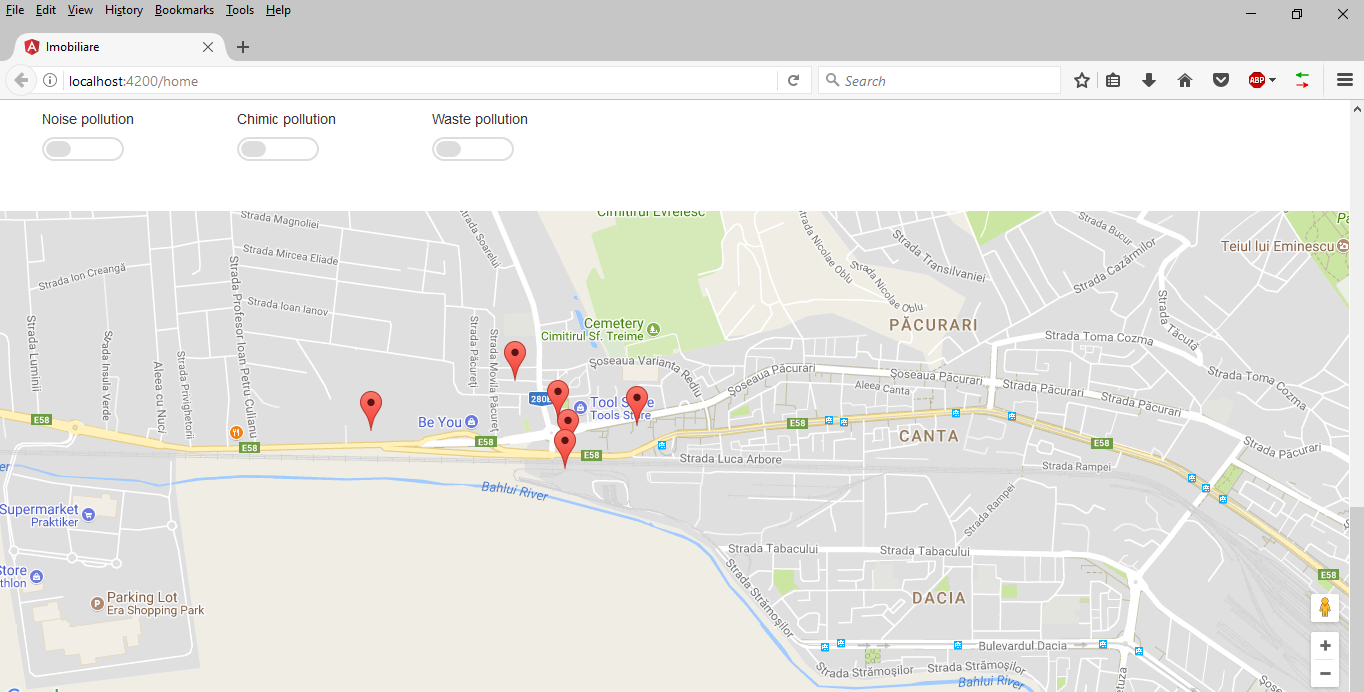 File Edit View History Bookmarks Tools Help
Imobiliare
localhost:4200/home
Search
ABP
Noise pollution
Chimic pollution
Waste pollution
Strada Magnoliei
Strada Soarelui
Cimitirul Evreiesc
Strada Nicolae Oblu
Strada Transilvaniei
Strada Bucur
Strada Cazărmilor
Teiul lui Eminescu
Strada Mircea Eliade
Strada Ion Creangă
Strada Profesor Ioan Petru Culianu
Strada Nicolae Oblu
Strada Ioan Ianov
Strada Luminii
Strada Insula Verde
Aleea cu Nuci
Strada Privighetorii
Strada Păcureți
Strada Movila Păcuret
Cemetery
Cimitirul Sf. Treime
PĂCURARI
Strada Tăcută
Strada Toma Cozma
Șoseaua Varianta Rediu
Șoseaua Păcurari
Șoseaua Păcurari
Aleea Canta
Strada Păcurari
Strada Păcurari
Strada Toma Cozma
Tools Store
Be You
E58
E58
E58
E58
E58
E58
CANTA
Strada Păcurari
Strada Luca Arbore
Strada Rampei
Strada Rampei
Bahlui River
Supermarket
Praktiker
Store
Strada Tabacului
Strada Tabacului
E58
Strada Strămoșilor
Parking Lot
Era Shopping Park
DACIA
Bulevardul Dacia
Strada Strămoșilor
Strada Strămoșilor
Bahlui River